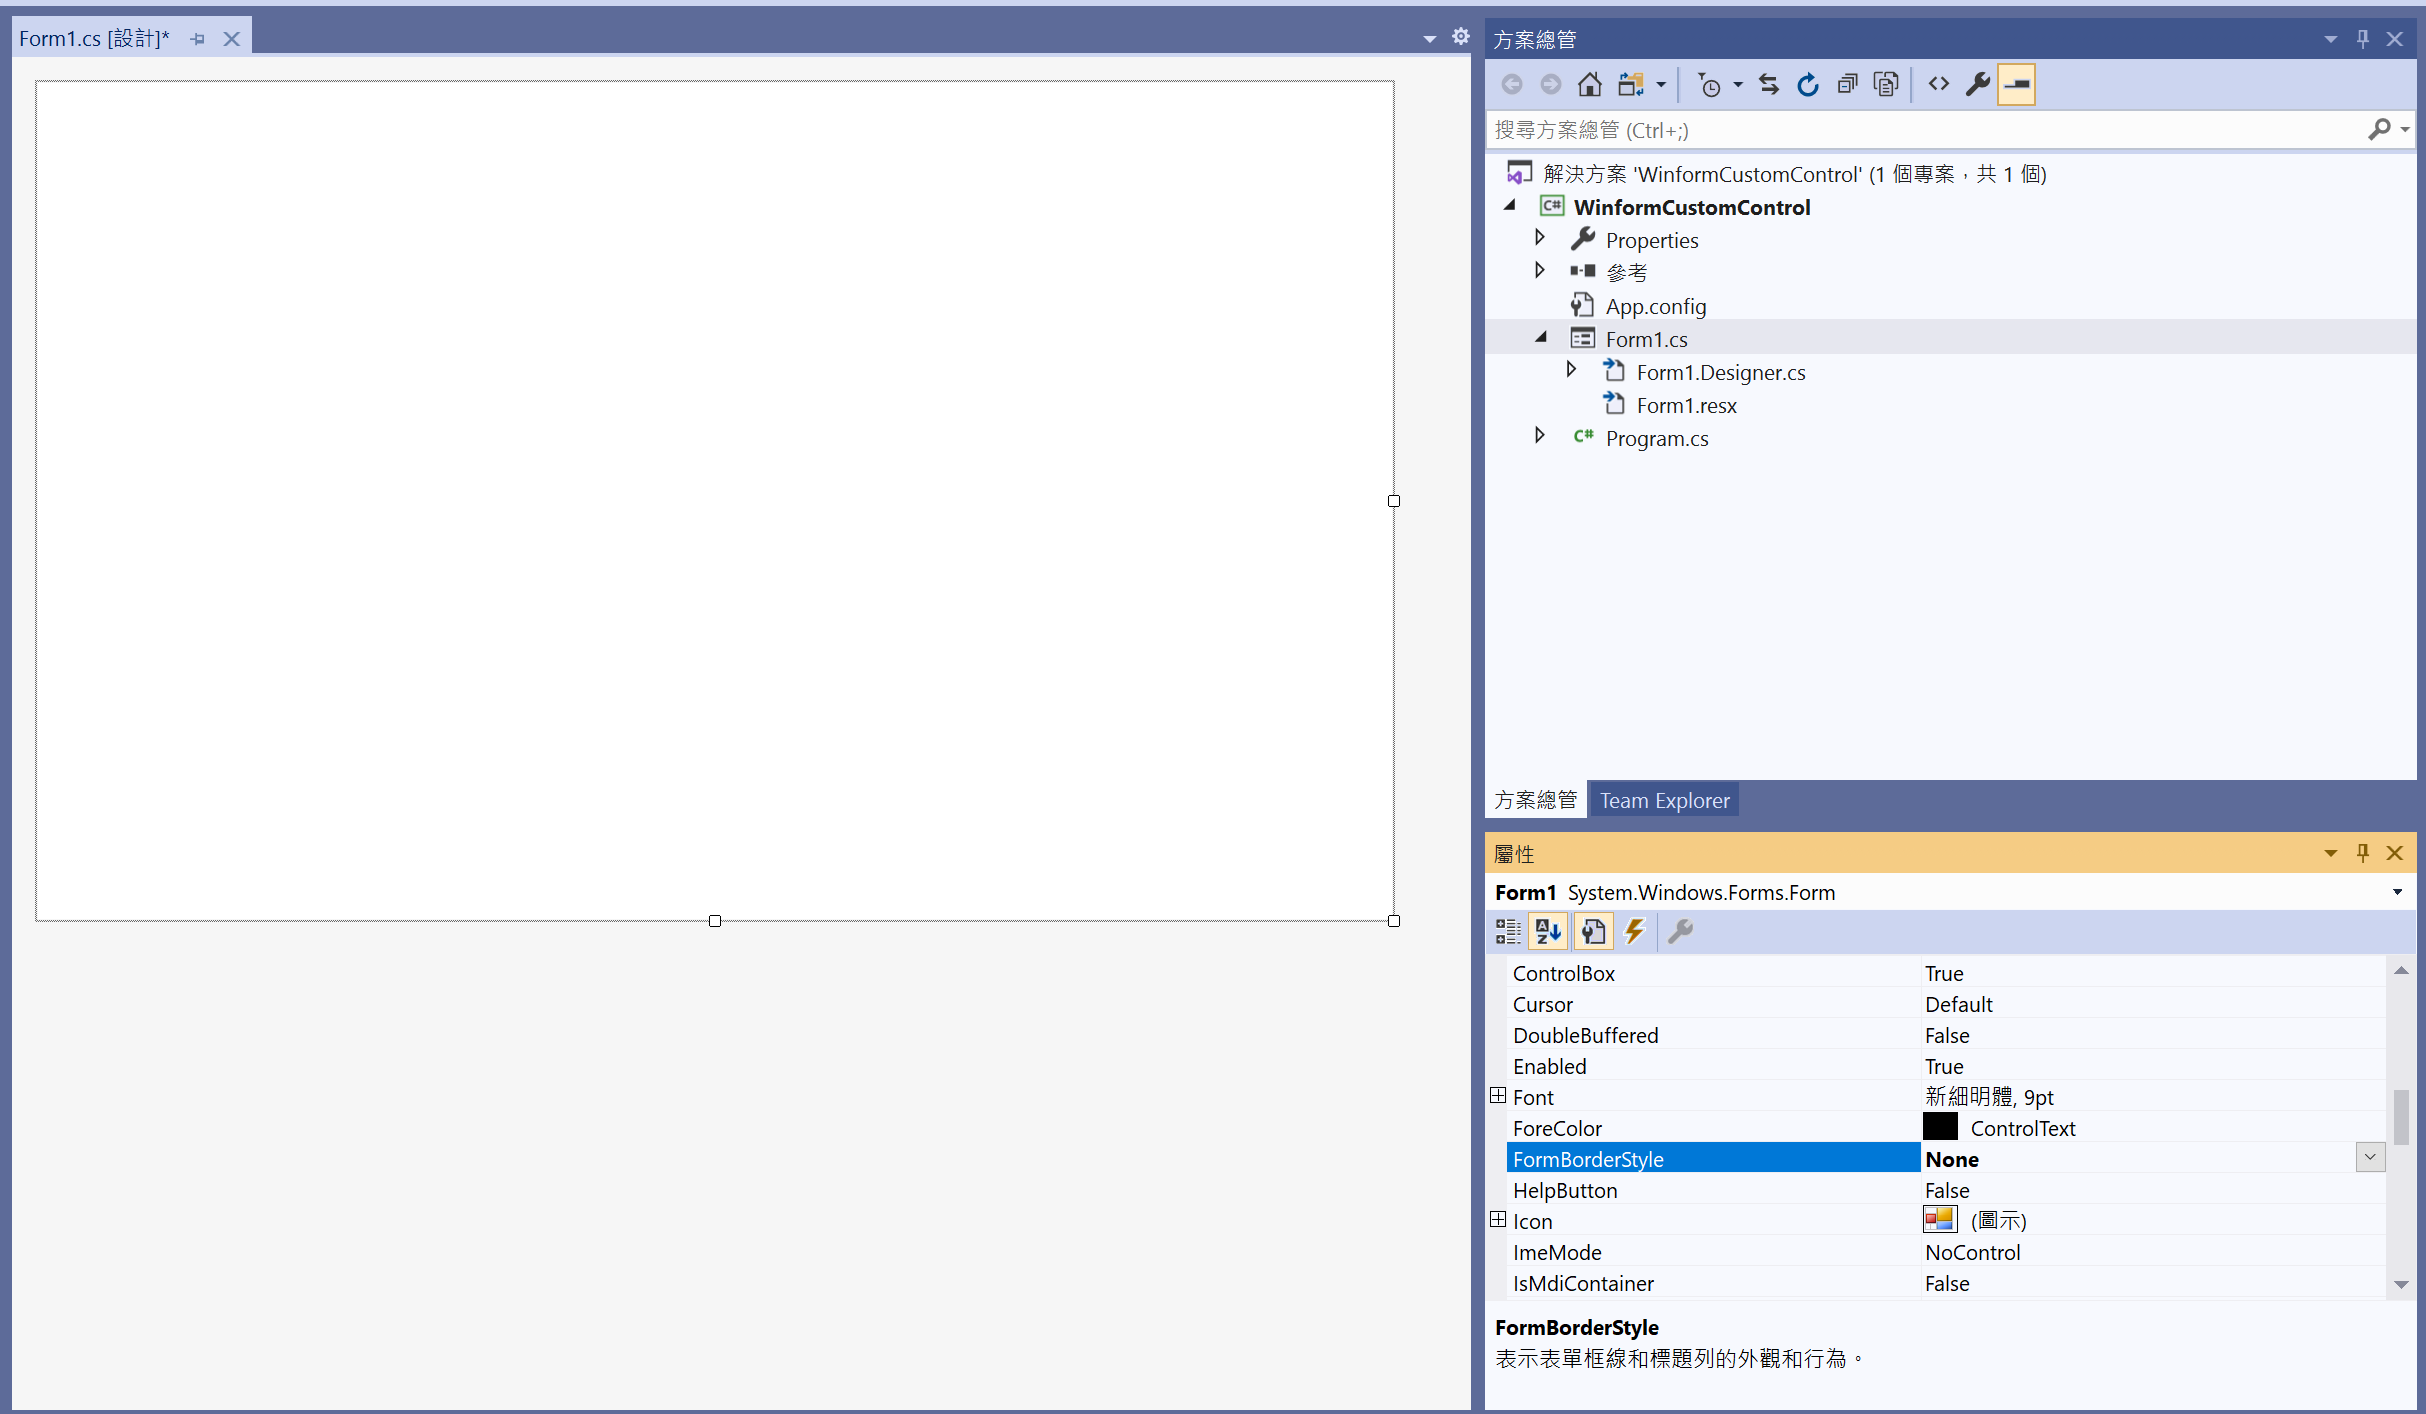 Form1.cs [設計]*
方案總管
搜尋方案總管 (Ctrl+;)
解決方案 'WinformCustomControl' (1 個專案，共 1 個)
C# WinformCustomControl
Properties
參考
App.config
Form1.cs
Form1.Designer.cs
Form1.resx
C# Program.cs
方案總管 Team Explorer
屬性
Form1 System.Windows.Forms.Form
ControlBox True
Cursor Default
DoubleBuffered False
Enabled True
Font 新細明體, 9pt
ForeColor ControlText
FormBorderStyle None
HelpButton False
Icon (圖示)
ImeMode NoControl
IsMdiContainer False
FormBorderStyle
表示表單框線和標題列的外觀和行為。